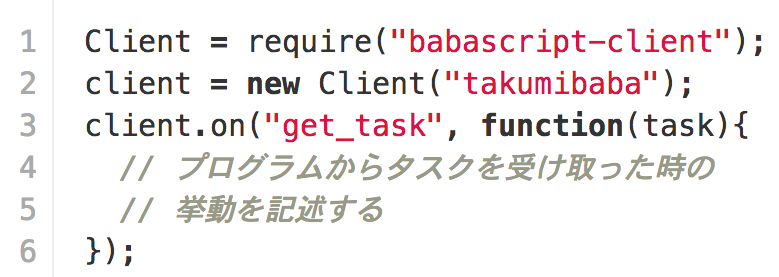 1 Client = require("babascript-client");
2 client = new Client("takumibaba");
3 client.on("get_task", function(task){
4   // プログラムからタスクを受け取った時の
5   // 挙動を記述する
6 });